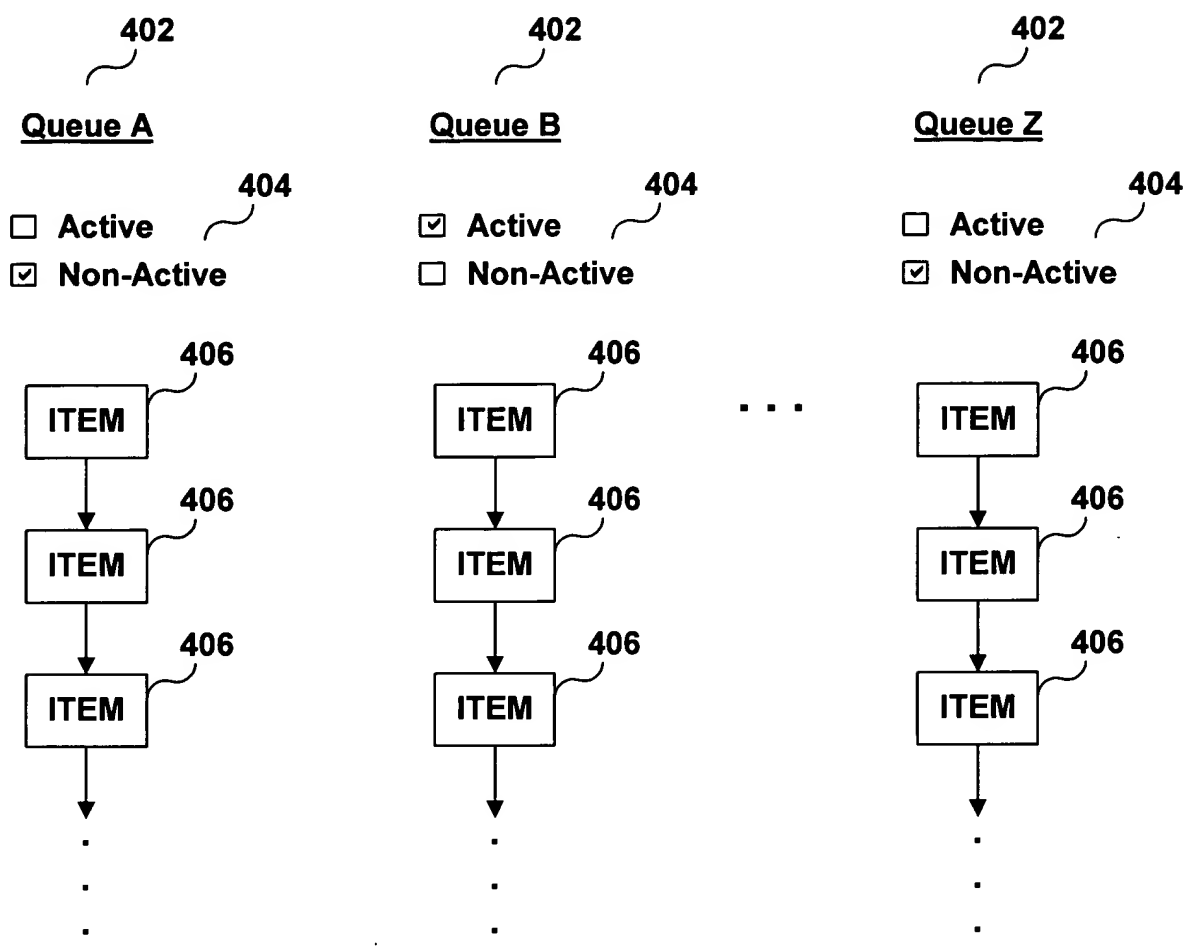 402
402
402
Queue A
Queue B
Queue Z
404
404
404
Active
Active
Active
Non-Active
Non-Active
Non-Active
406
406
406
ITEM
ITEM
. . .
ITEM
406
406
406
ITEM
ITEM
ITEM
406
406
406
ITEM
ITEM
ITEM